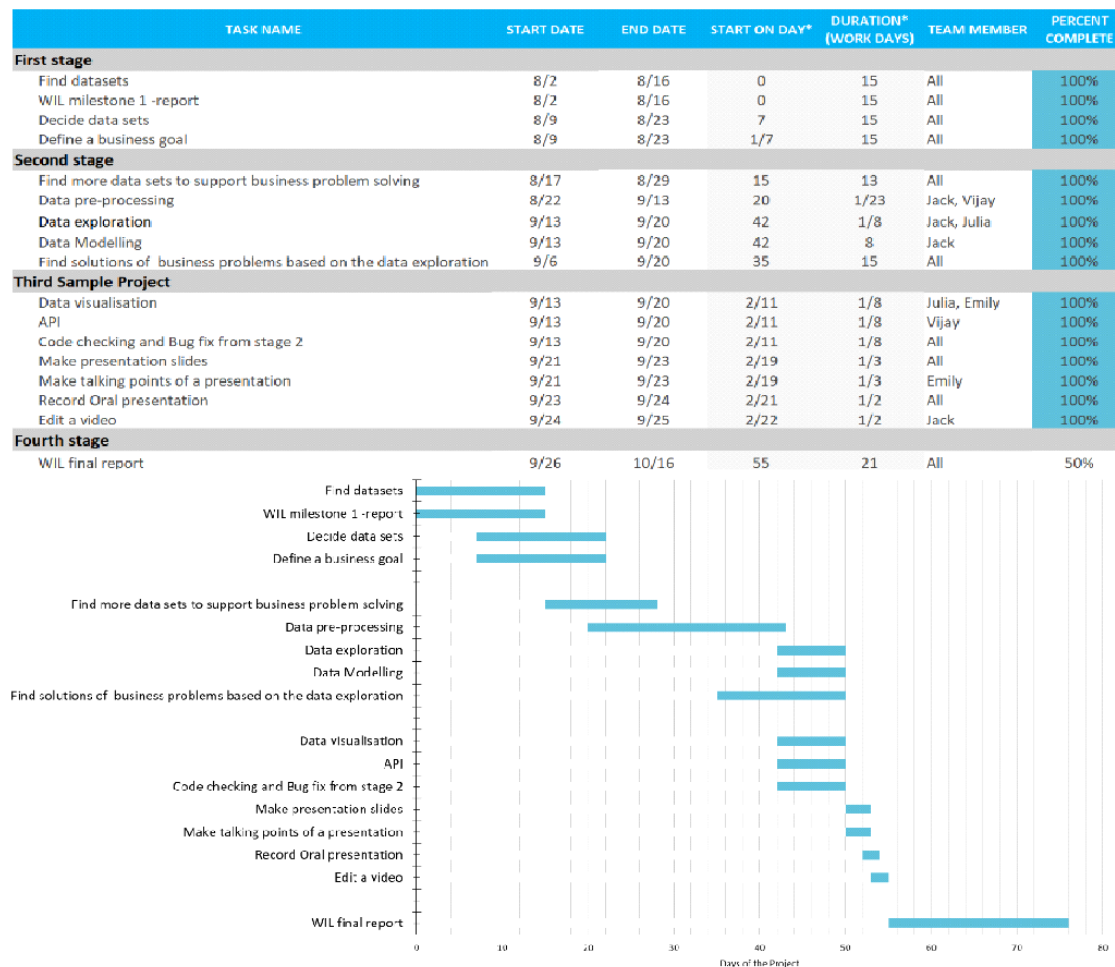 TASK NAME START DATE END DATE START ON DAY* DURATION* (WORK DAYS) TEAM MEMBER PERCENT COMPLETE
First stage
Find datasets 8/2 8/16 0 15 All 100%
WIL milestone 1 -report 8/2 8/16 0 15 All 100%
Decide data sets 8/9 8/23 7 15 All 100%
Define a business goal 8/9 8/23 1/7 15 All 100%
Second stage
Find more data sets to support business problem solving 8/17 8/29 15 13 All 100%
Data pre-processing 8/22 9/13 20 1/23 Jack, Vijay 100%
Data exploration 9/13 9/20 42 1/8 Jack, Julia 100%
Data Modelling 9/13 9/20 42 8 Jack 100%
Find solutions of business problems based on the data exploration 9/6 9/20 35 15 All 100%
Third Sample Project
Data visualisation 9/13 9/20 2/11 1/8 Julia, Emily 100%
API 9/13 9/20 2/11 1/8 Vijay 100%
Code checking and Bug fix from stage 2 9/13 9/20 2/11 1/8 All 100%
Make presentation slides 9/21 9/23 2/19 1/3 All 100%
Make talking points of a presentation 9/21 9/23 2/19 1/3 Emily 100%
Record Oral presentation 9/23 9/24 2/21 1/2 All 100%
Edit a video 9/24 9/25 2/22 1/2 Jack 100%
Fourth stage
WIL final report 9/26 10/16 55 21 All 50%
Find datasets
WIL milestone 1 -report
Decide data sets
Define a business goal
Find more data sets to support business problem solving
Data pre-processing
Data exploration
Data Modelling
Find solutions of business problems based on the data exploration
Data visualisation
API
Code checking and Bug fix from stage 2
Make presentation slides
Make talking points of a presentation
Record Oral presentation
Edit a video
WIL final report
0 10 20 30 40 50 60 70 80
Days of the Project